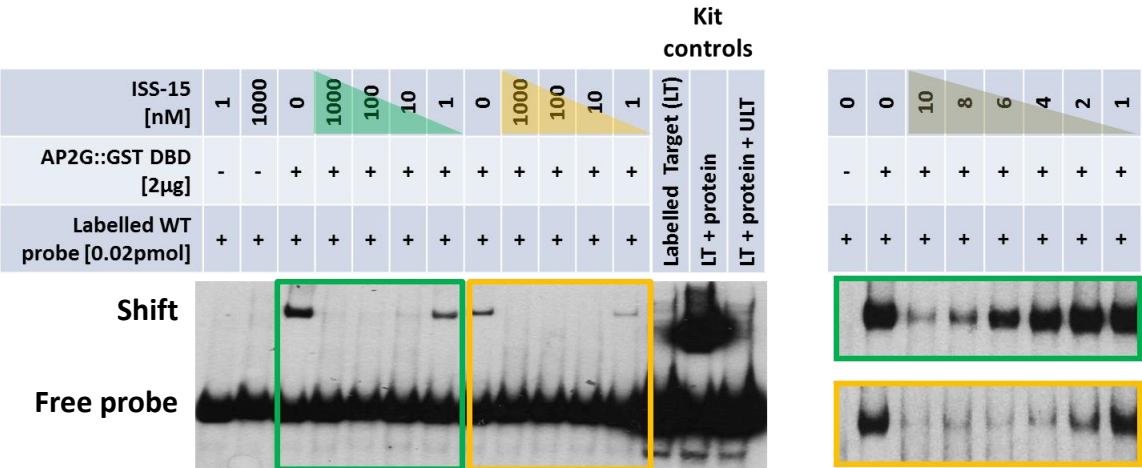 Kit
controls
ISS-15
[nM]
1 1000 0 1000 100 10 1 0 1000 100 10 1
Labelled Target (LT)
LT + protein
LT + protein + ULT
0 0 10 8 6 4 2 1
AP2G::GST DBD
[2µg]
- - + + + + + + + + + +
- + + + + + + +
Labelled WT
probe [0.02pmol]
+ + + + + + + + + + + +
+ + + + + + + +
Shift
Free probe